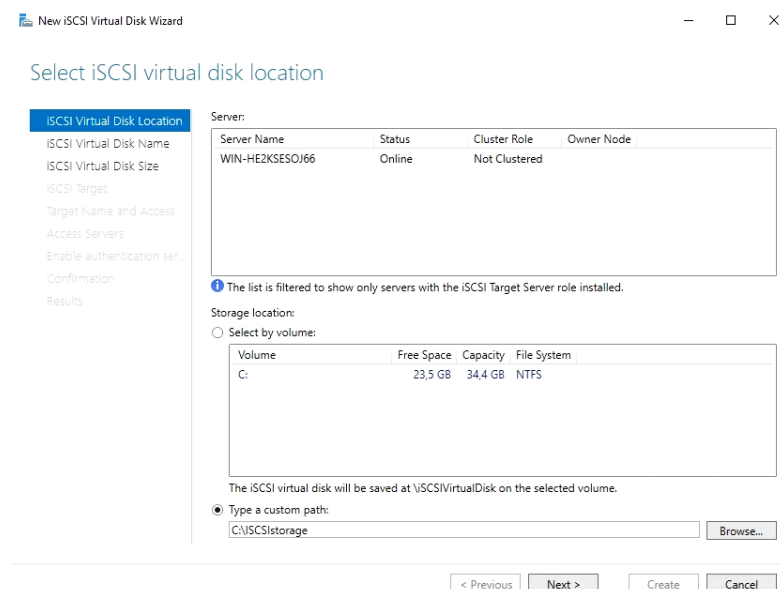 New iSCSI Virtual Disk Wizard
Select iSCSI virtual disk location
iSCSI Virtual Disk Location
iSCSI Virtual Disk Name
iSCSI Virtual Disk Size
iSCSI Target
Target Name and Access
Access Servers
Enable authentication ser...
Confirmation
Results
Server:
Server Name Status Cluster Role Owner Node
WIN-HE2KSESOJ66 Online Not Clustered
The list is filtered to show only servers with the iSCSI Target Server role installed.
Storage location:
Select by volume:
Volume Free Space Capacity File System
C: 23,5 GB 34,4 GB NTFS
The iSCSI virtual disk will be saved at \iSCSIVirtualDisk on the selected volume.
Type a custom path:
C:\ISCSIstorage Browse...
< Previous Next > Create Cancel